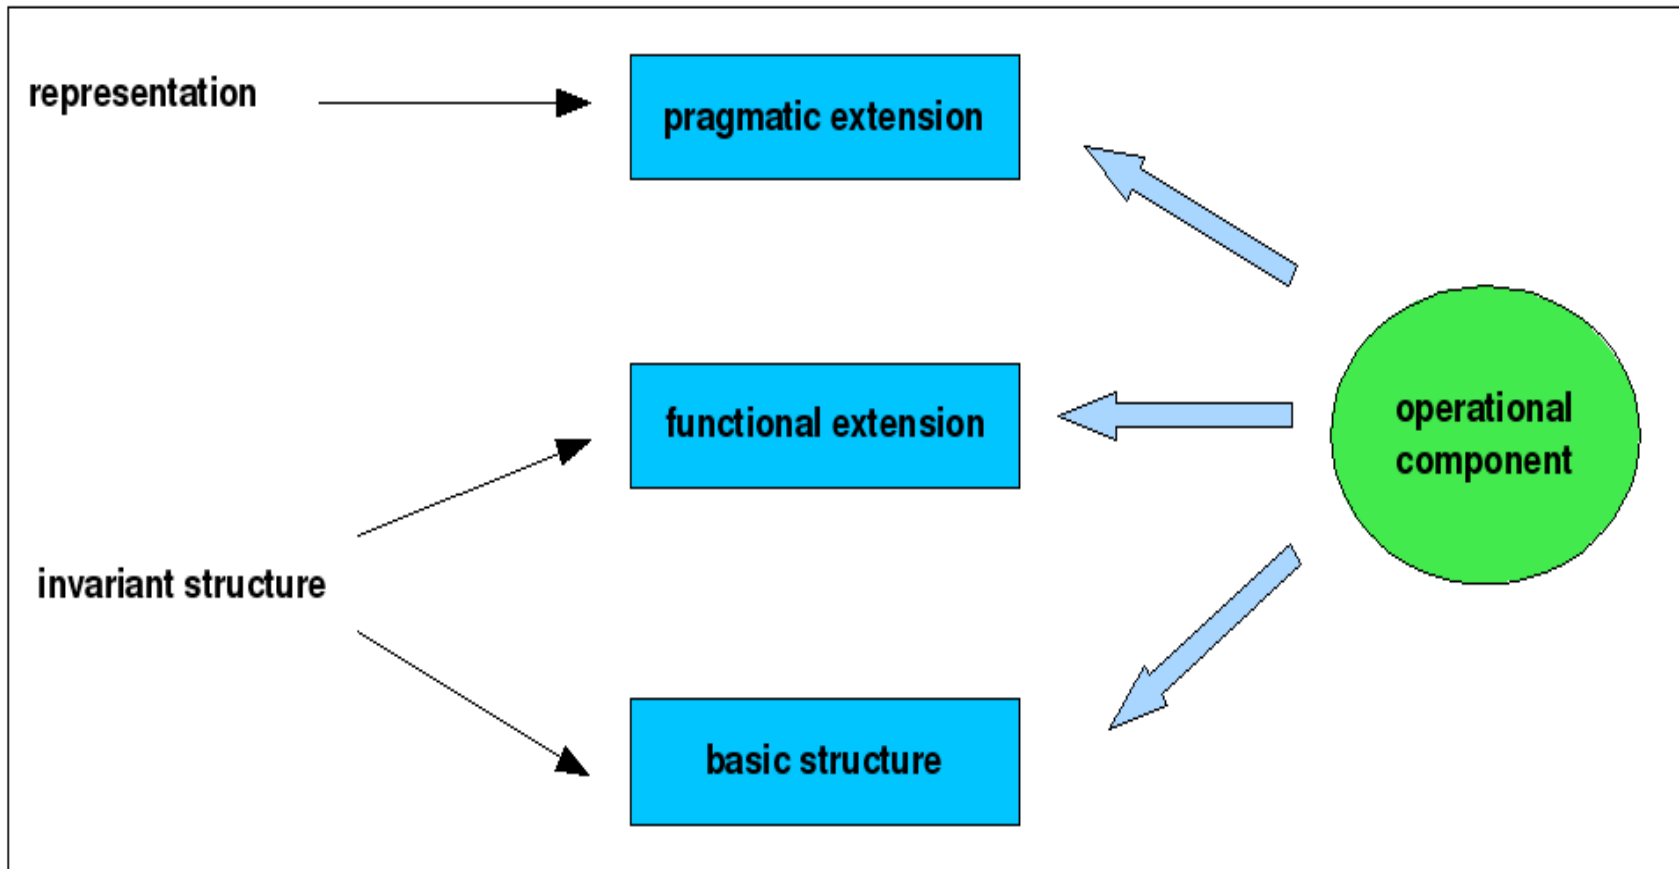 representation
pragmatic extension
functional extension
operational
component
invariant structure
basic structure